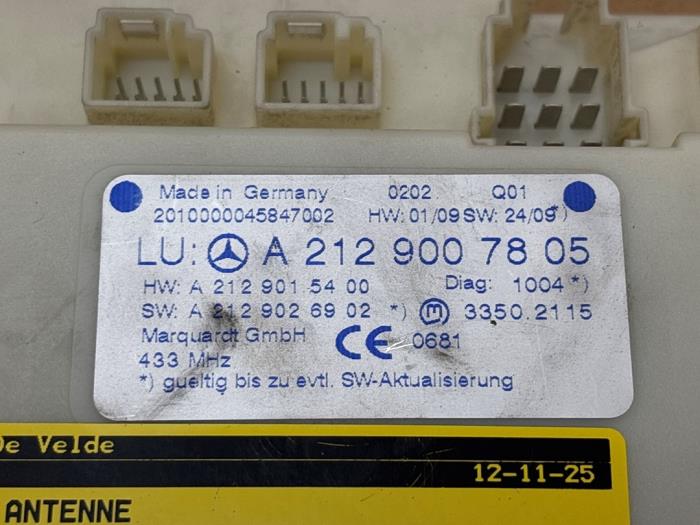 Made in Germany 0202 Q01
2010000045847002 HW: 01/09 SW: 24/09*)
LU: A 212 900 78 05
HW: A 212 901 54 00 Diag: 1004 *)
SW: A 212 902 69 02 *) m 3350.2115
Marquardt GmbH CE 0681
433 MHz
*) gueltig bis zu evtl. SW-Aktualisierung
De Velde
12-11-25
ANTENNE